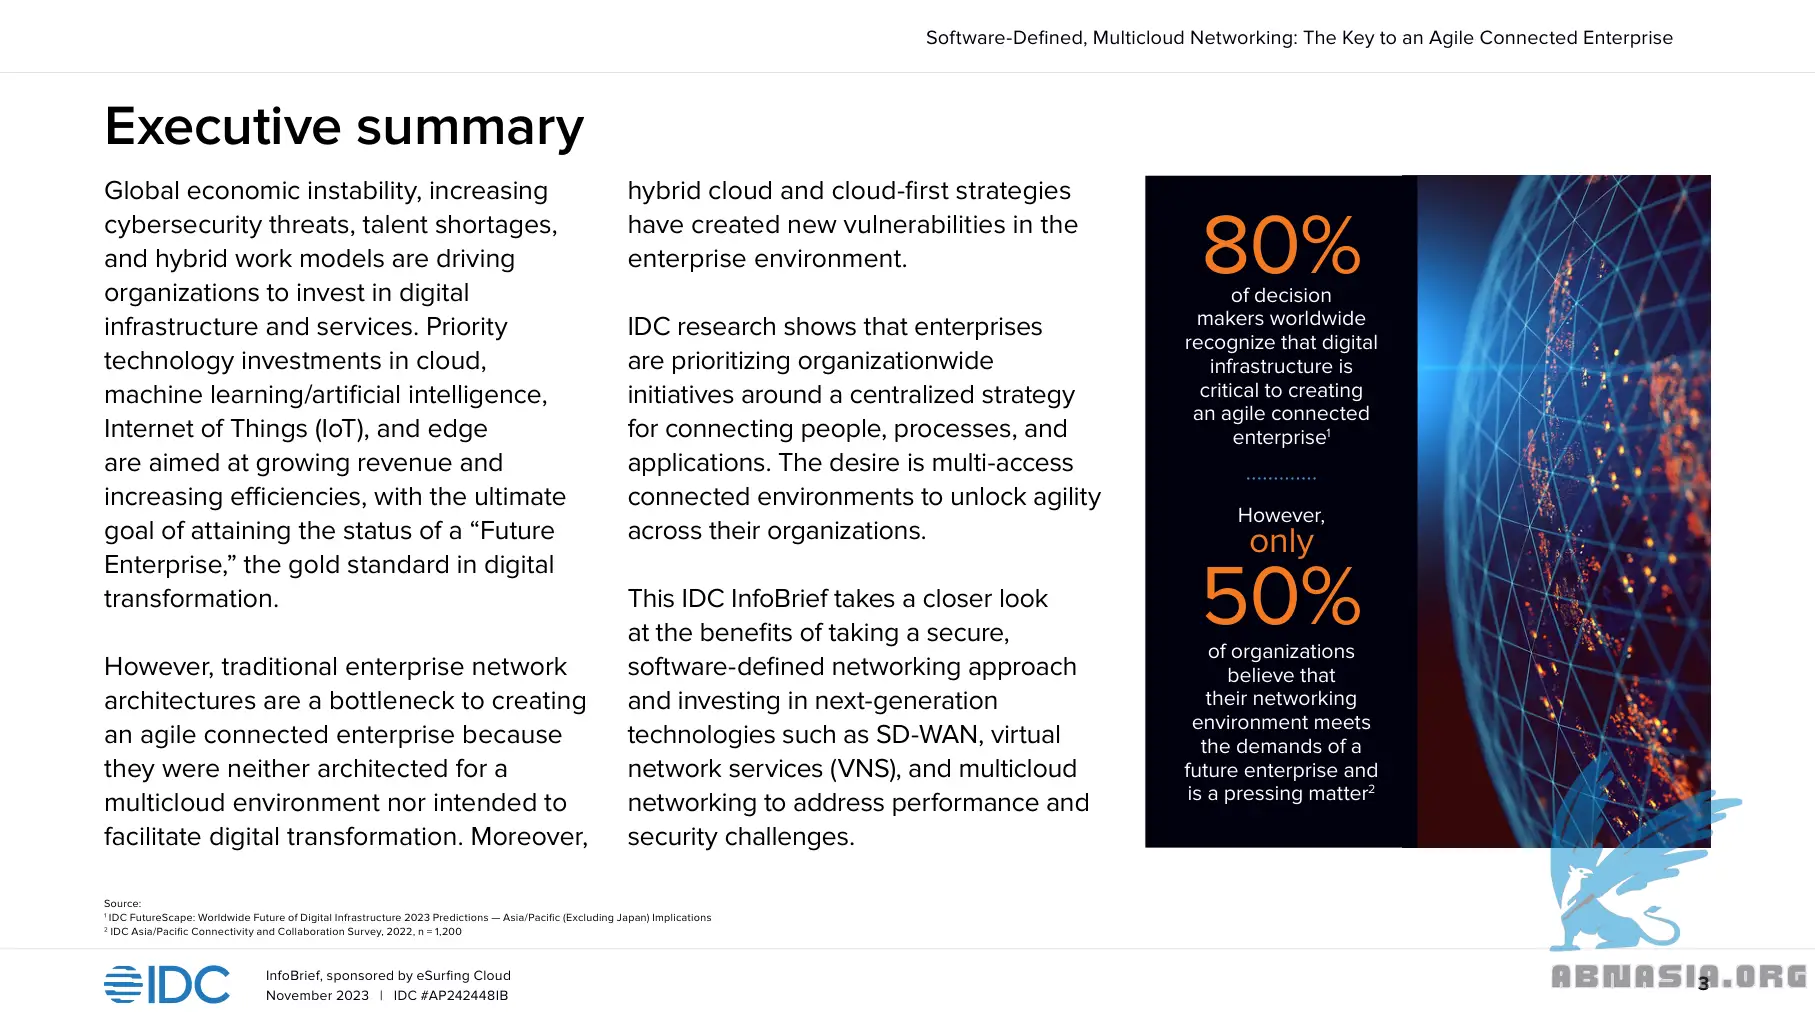 Software-Defined, Multicloud Networking: The Key to an Agile Connected Enterprise
Executive summary
Global economic instability, increasing
cybersecurity threats, talent shortages,
and hybrid work models are driving
organizations to invest in digital
infrastructure and services. Priority
technology investments in cloud,
machine learning/artificial intelligence,
Internet of Things (IoT), and edge
are aimed at growing revenue and
increasing efficiencies, with the ultimate
goal of attaining the status of a “Future
Enterprise,” the gold standard in digital
transformation.
However, traditional enterprise network
architectures are a bottleneck to creating
an agile connected enterprise because
they were neither architected for a
multicloud environment nor intended to
facilitate digital transformation. Moreover,
hybrid cloud and cloud-first strategies
have created new vulnerabilities in the
enterprise environment.
IDC research shows that enterprises
are prioritizing organizationwide
initiatives around a centralized strategy
for connecting people, processes, and
applications. The desire is multi-access
connected environments to unlock agility
across their organizations.
This IDC InfoBrief takes a closer look
at the benefits of taking a secure,
software-defined networking approach
and investing in next-generation
technologies such as SD-WAN, virtual
network services (VNS), and multicloud
networking to address performance and
security challenges.
80%
of decision
makers worldwide
recognize that digital
infrastructure is
critical to creating
an agile connected
enterprise¹
However,
only
50%
of organizations
believe that
their networking
environment meets
the demands of a
future enterprise and
is a pressing matter²
Source:
¹ IDC FutureScape: Worldwide Future of Digital Infrastructure 2023 Predictions — Asia/Pacific (Excluding Japan) Implications
² IDC Asia/Pacific Connectivity and Collaboration Survey, 2022, n = 1,200
IDC
InfoBrief, sponsored by eSurfing Cloud
November 2023 | IDC #AP242448IB
3
ABNASIA.ORG